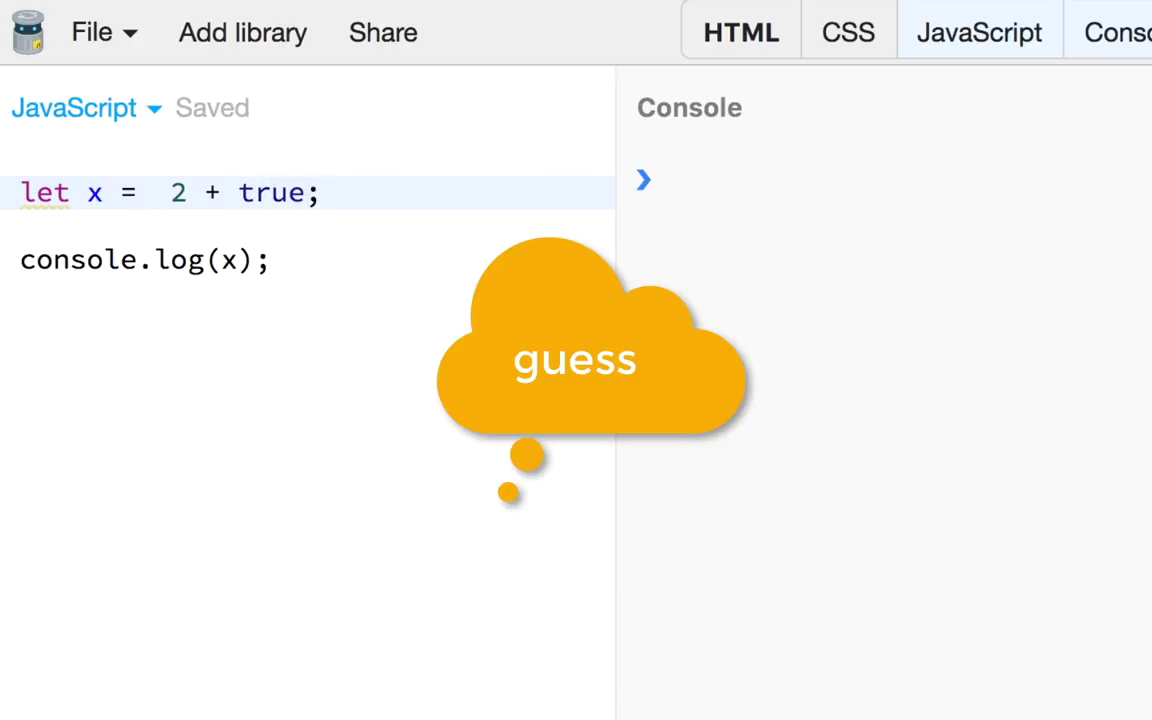 File Add library Share HTML CSS JavaScript Conso
JavaScript Saved
Console
let x =  2 + true;
console.log(x);
guess